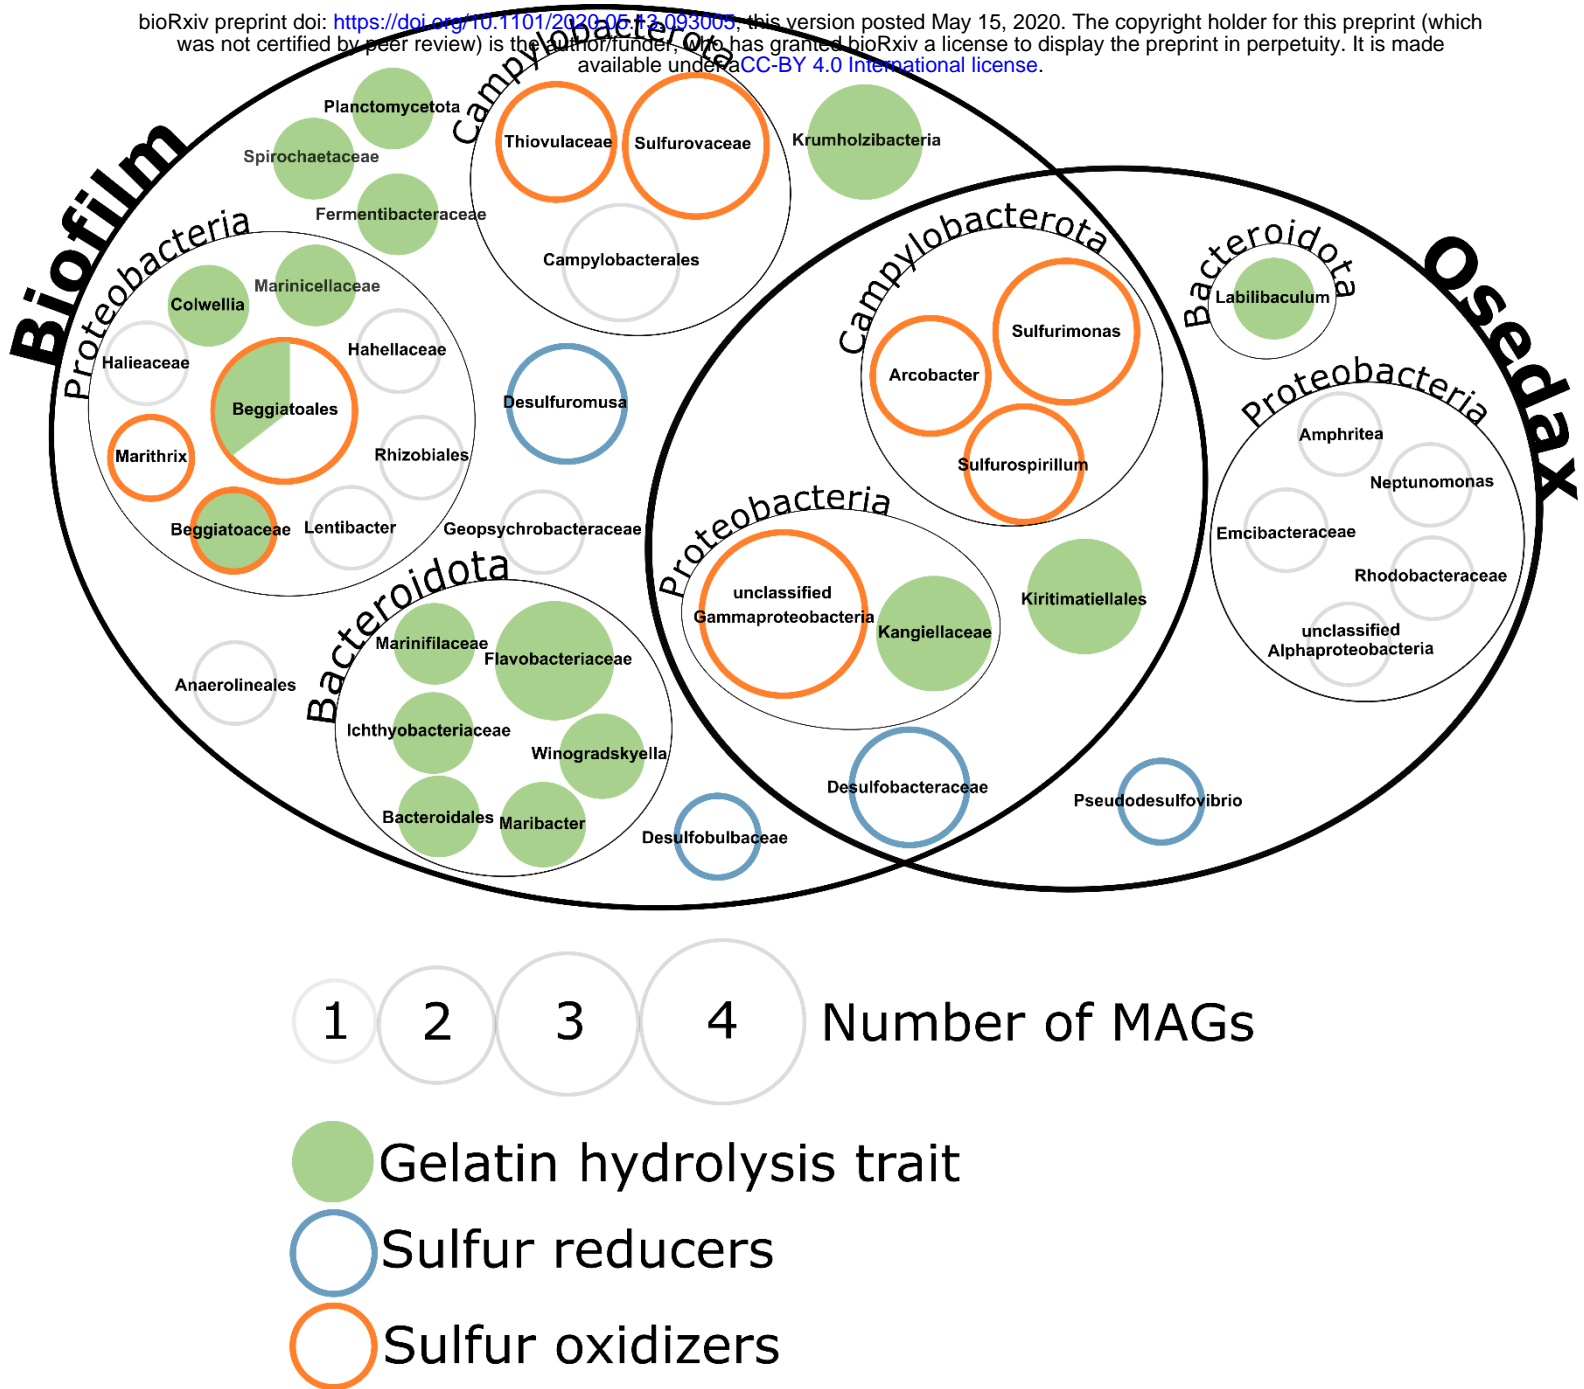 bioRxiv preprint doi: https://doi.org/10.1101/2020.05.13.093005; this version posted May 15, 2020. The copyright holder for this preprint (which
was not certified by peer review) is the author/funder, who has granted bioRxiv a license to display the preprint in perpetuity. It is made
available under aCC-BY 4.0 International license.
Biofilm
Osedax
Planctomycetota
Spirochaetaceae
Fermentibacteraceae
Campylobacterota
Thiovulaceae
Sulfurovaceae
Campylobacterales
Krumholzibacteria
Proteobacteria
Colwellia
Marinicellaceae
Halieaceae
Hahellaceae
Beggiatoales
Marithrix
Rhizobiales
Beggiatoaceae
Lentibacter
Desulfuromusa
Geopsychrobacteraceae
Anaerolineales
Bacteroidota
Marinifilaceae
Flavobacteriaceae
Ichthyobacteriaceae
Winogradskyella
Bacteroidales
Maribacter
Desulfobulbaceae
Campylobacterota
Sulfurimonas
Arcobacter
Sulfurospirillum
Proteobacteria
unclassified
Gammaproteobacteria
Kangiellaceae
Kiritimatiellales
Desulfobacteraceae
Bacteroidota
Labilibaculum
Proteobacteria
Amphritea
Neptunomonas
Emcibacteraceae
Rhodobacteraceae
unclassified
Alphaproteobacteria
Pseudodesulfovibrio
1 2 3 4 Number of MAGs
Gelatin hydrolysis trait
Sulfur reducers
Sulfur oxidizers